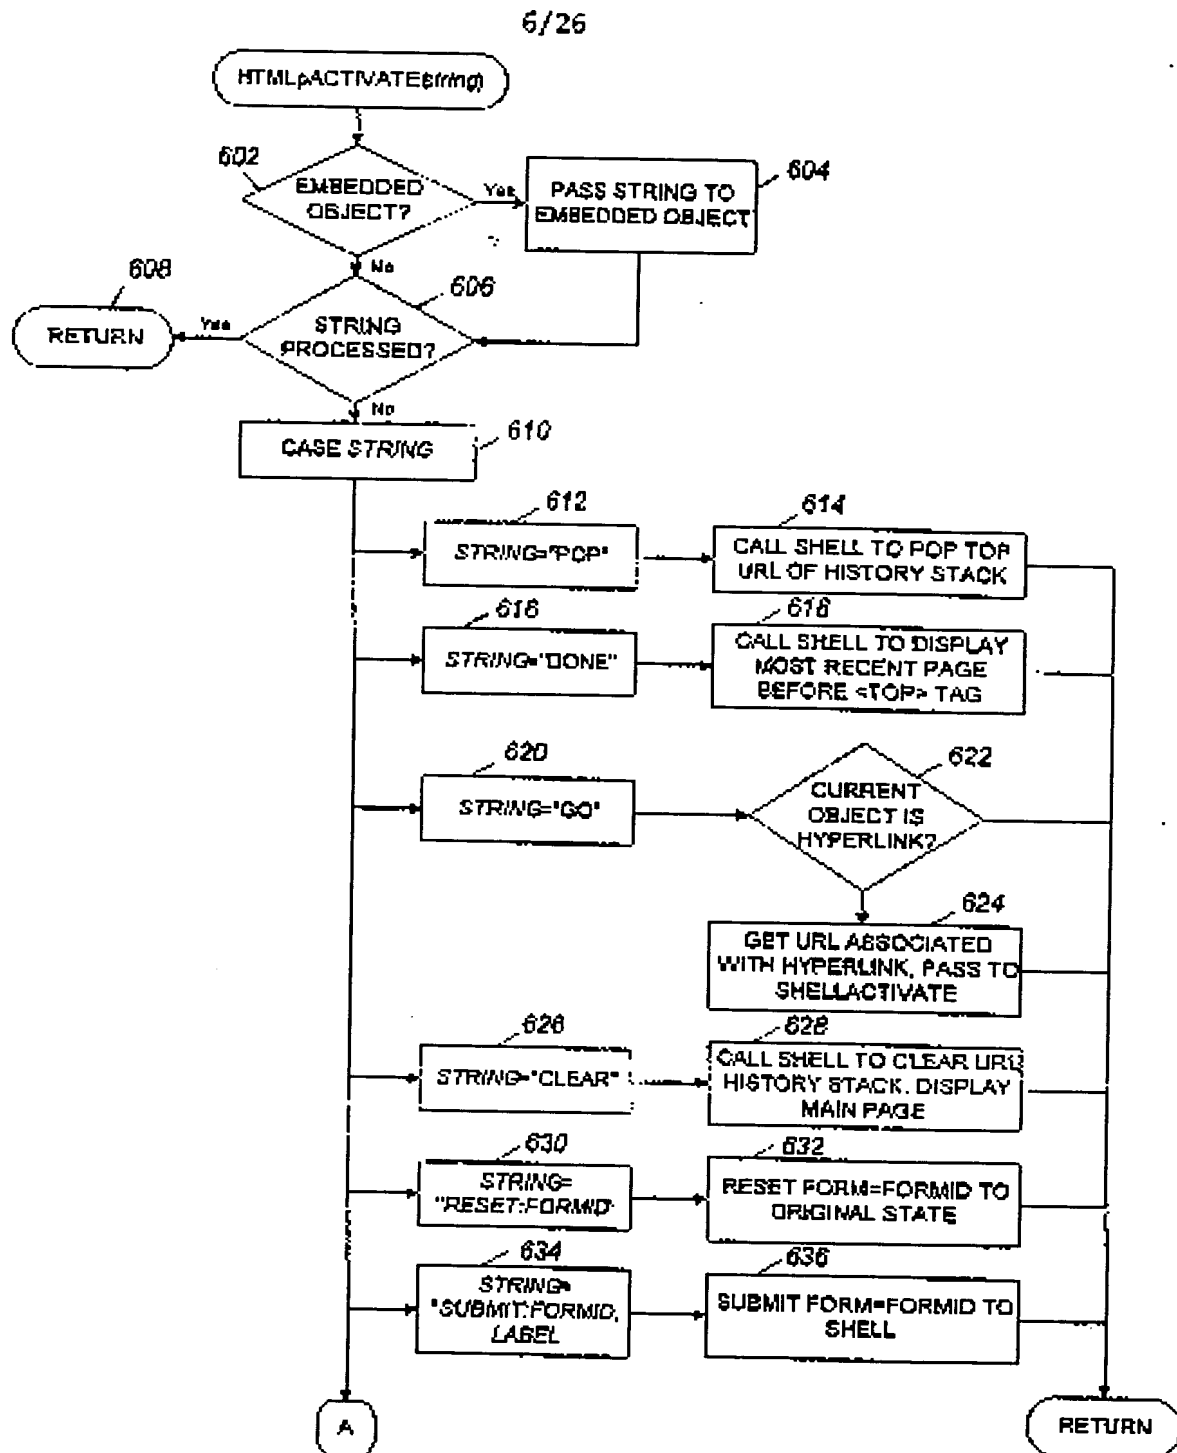 6/26
HTMLpACTIVATE(string)
602
EMBEDDED
OBJECT?
Yes
PASS STRING TO
EMBEDDED OBJECT
604
No
608
RETURN
Yes
STRING
PROCESSED?
606
No
CASE STRING
610
612
STRING="POP"
614
CALL SHELL TO POP TOP
URL OF HISTORY STACK
616
STRING="DONE"
618
CALL SHELL TO DISPLAY
MOST RECENT PAGE
BEFORE <TOP> TAG
620
STRING="GO"
622
CURRENT
OBJECT IS
HYPERLINK?
624
GET URL ASSOCIATED
WITH HYPERLINK, PASS TO
SHELLACTIVATE
626
STRING="CLEAR"
628
CALL SHELL TO CLEAR URL
HISTORY STACK. DISPLAY
MAIN PAGE
630
STRING=
"RESET:FORMID
632
RESET FORM=FORMID TO
ORIGINAL STATE
634
STRING=
"SUBMIT:FORMID,
LABEL
636
SUBMIT FORM=FORMID TO
SHELL
A
RETURN